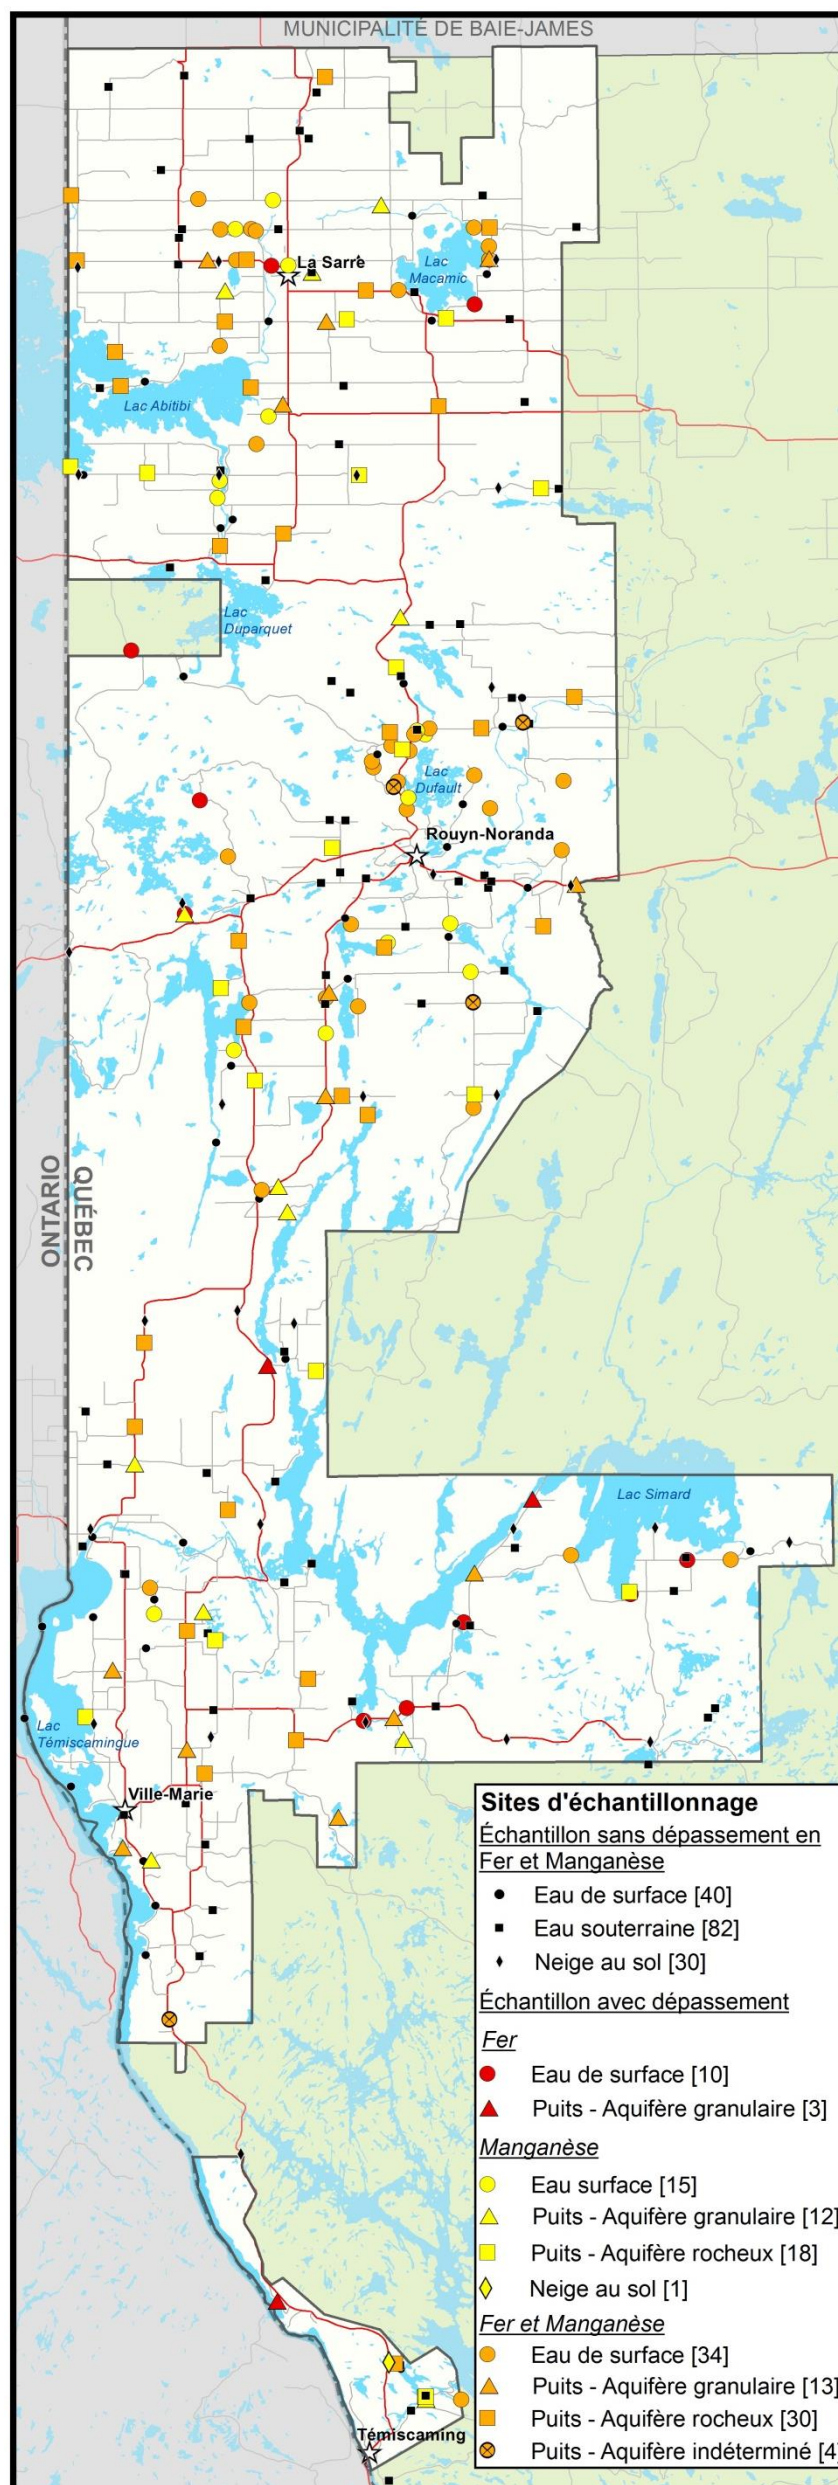 MUNICIPALITÉ DE BAIE-JAMES
La Sarre
Lac
Macamic
Lac Abitibi
Lac
Duparquet
Lac
Dufault
Rouyn-Noranda
ONTARIO
QUÉBEC
Lac Simard
Lac
Témiscamingue
Ville-Marie
Témiscaming
Sites d'échantillonnage
Échantillon sans dépassement en
Fer et Manganèse
Eau de surface [40]
Eau souterraine [82]
Neige au sol [30]
Échantillon avec dépassement
Fer
Eau de surface [10]
Puits - Aquifère granulaire [3]
Manganèse
Eau surface [15]
Puits - Aquifère granulaire [12]
Puits - Aquifère rocheux [18]
Neige au sol [1]
Fer et Manganèse
Eau de surface [34]
Puits - Aquifère granulaire [13]
Puits - Aquifère rocheux [30]
Puits - Aquifère indéterminé [4]